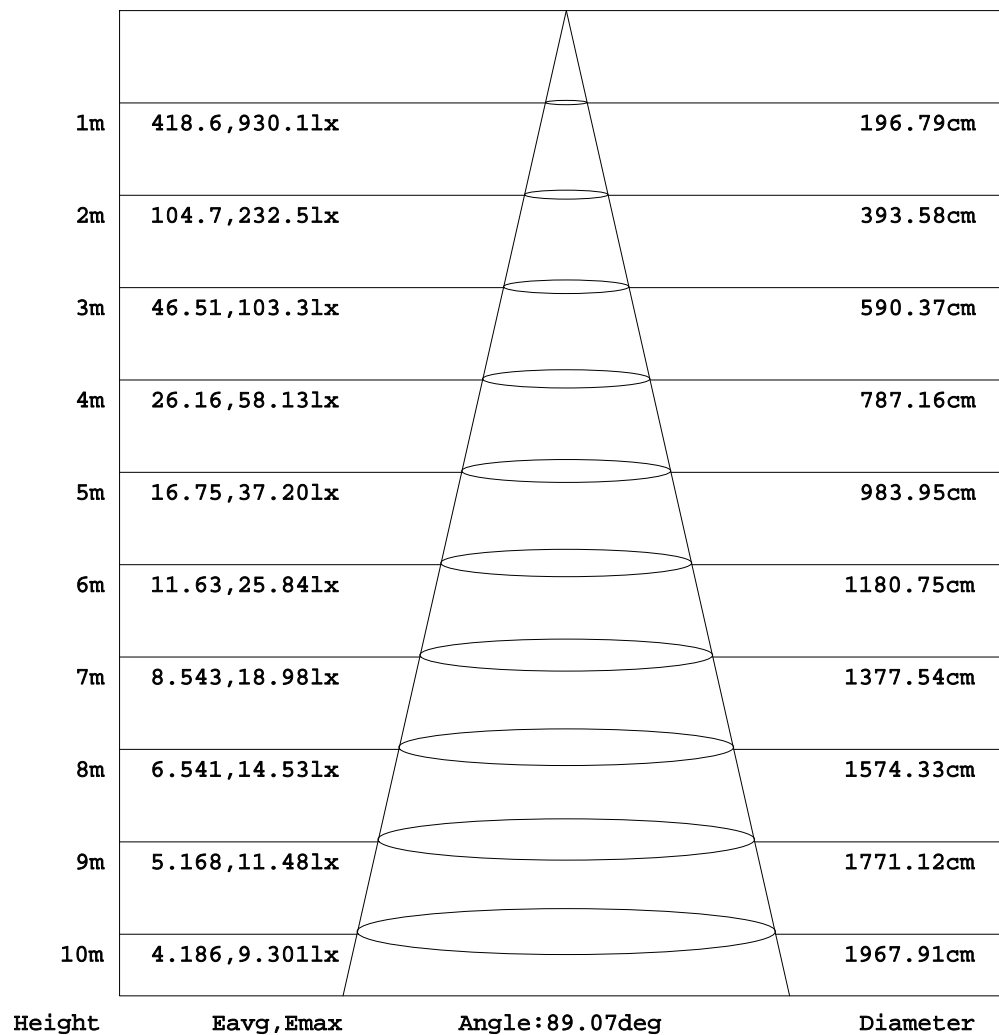 1m 418.6,930.1lx 196.79cm
2m 104.7,232.5lx 393.58cm
3m 46.51,103.3lx 590.37cm
4m 26.16,58.13lx 787.16cm
5m 16.75,37.20lx 983.95cm
6m 11.63,25.84lx 1180.75cm
7m 8.543,18.98lx 1377.54cm
8m 6.541,14.53lx 1574.33cm
9m 5.168,11.48lx 1771.12cm
10m 4.186,9.301lx 1967.91cm
Height Eavg,Emax Angle:89.07deg Diameter